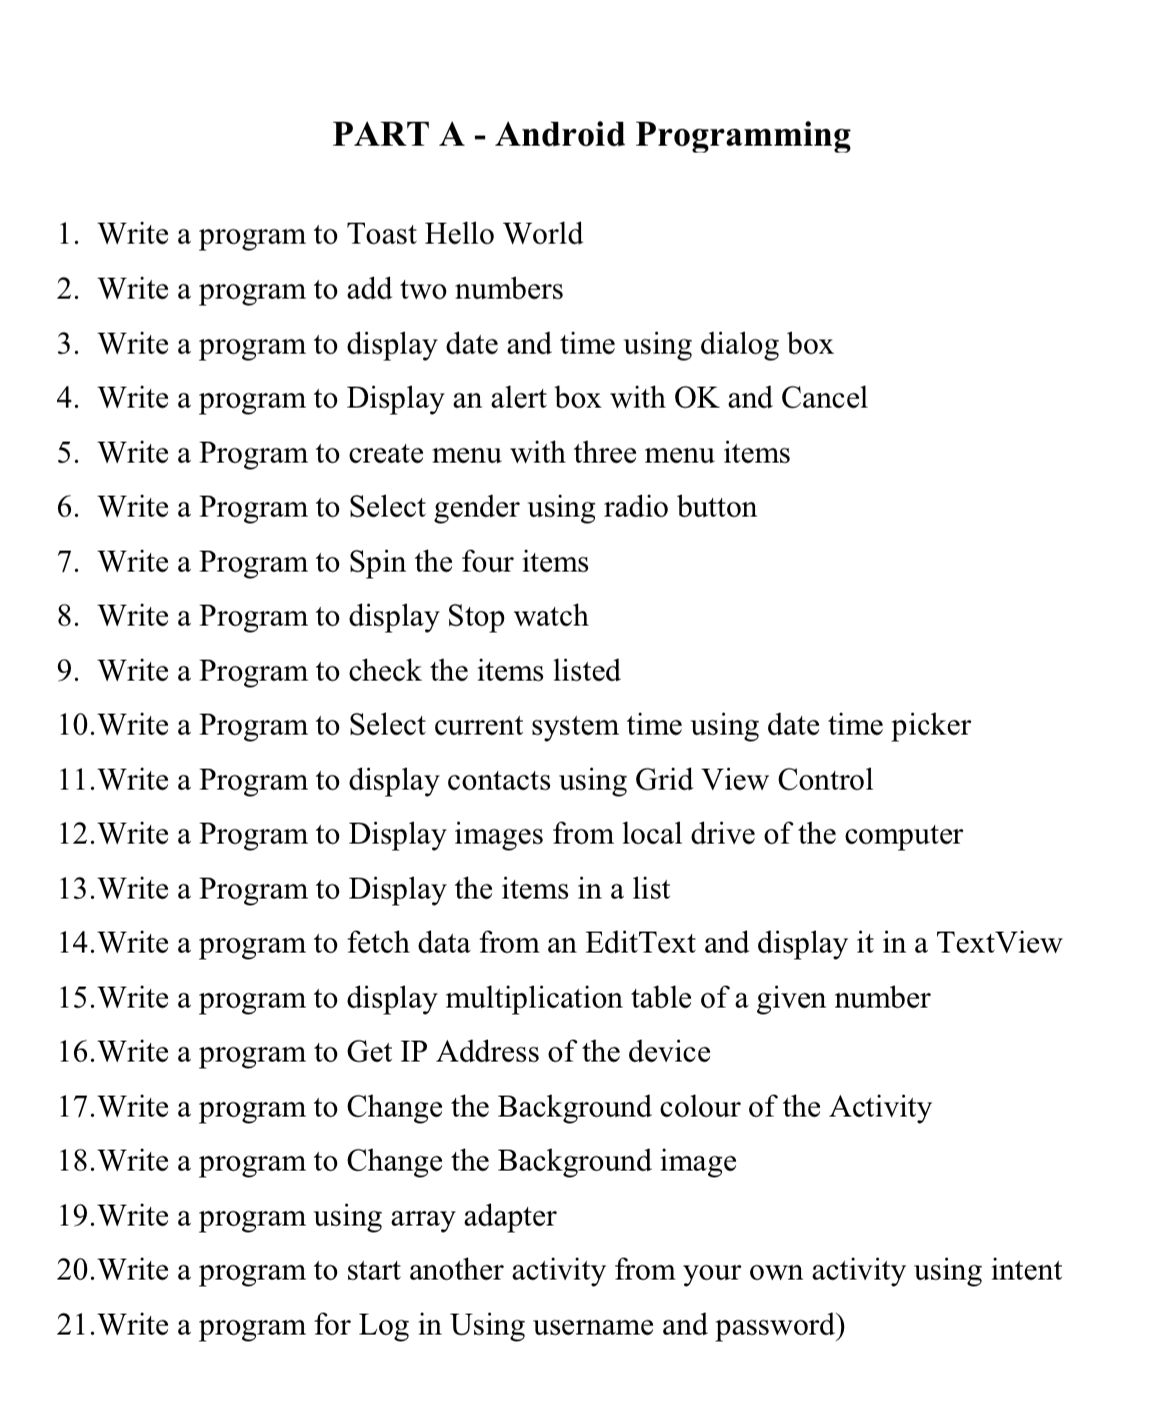 PART A - Android Programming
1. Write a program to Toast Hello World
2. Write a program to add two numbers
3. Write a program to display date and time using dialog box
4. Write a program to Display an alert box with OK and Cancel
5. Write a Program to create menu with three menu items
6. Write a Program to Select gender using radio button
7. Write a Program to Spin the four items
8. Write a Program to display Stop watch
9. Write a Program to check the items listed
10.Write a Program to Select current system time using date time picker
11.Write a Program to display contacts using Grid View Control
12.Write a Program to Display images from local drive of the computer
13.Write a Program to Display the items in a list
14.Write a program to fetch data from an EditText and display it in a TextView
15.Write a program to display multiplication table of a given number
16.Write a program to Get IP Address of the device
17.Write a program to Change the Background colour of the Activity
18.Write a program to Change the Background image
19.Write a program using array adapter
20.Write a program to start another activity from your own activity using intent
21.Write a program for Log in Using username and password)